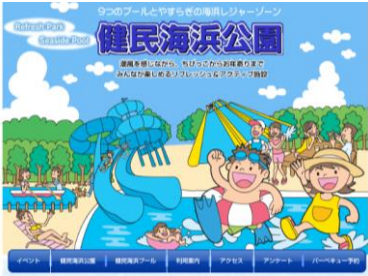 9つのプールとやすらぎの海浜レジャーゾーン
Refresh Park
Seaside Pool
健民海浜公園
潮風を感じながら、ちびっこからお年寄りまで
みんなが楽しめるリフレッシュ&アクティブ施設
イベント
健民海浜公園
健民海浜プール
利用案内
アクセス
アンケート
バーベキュー予約